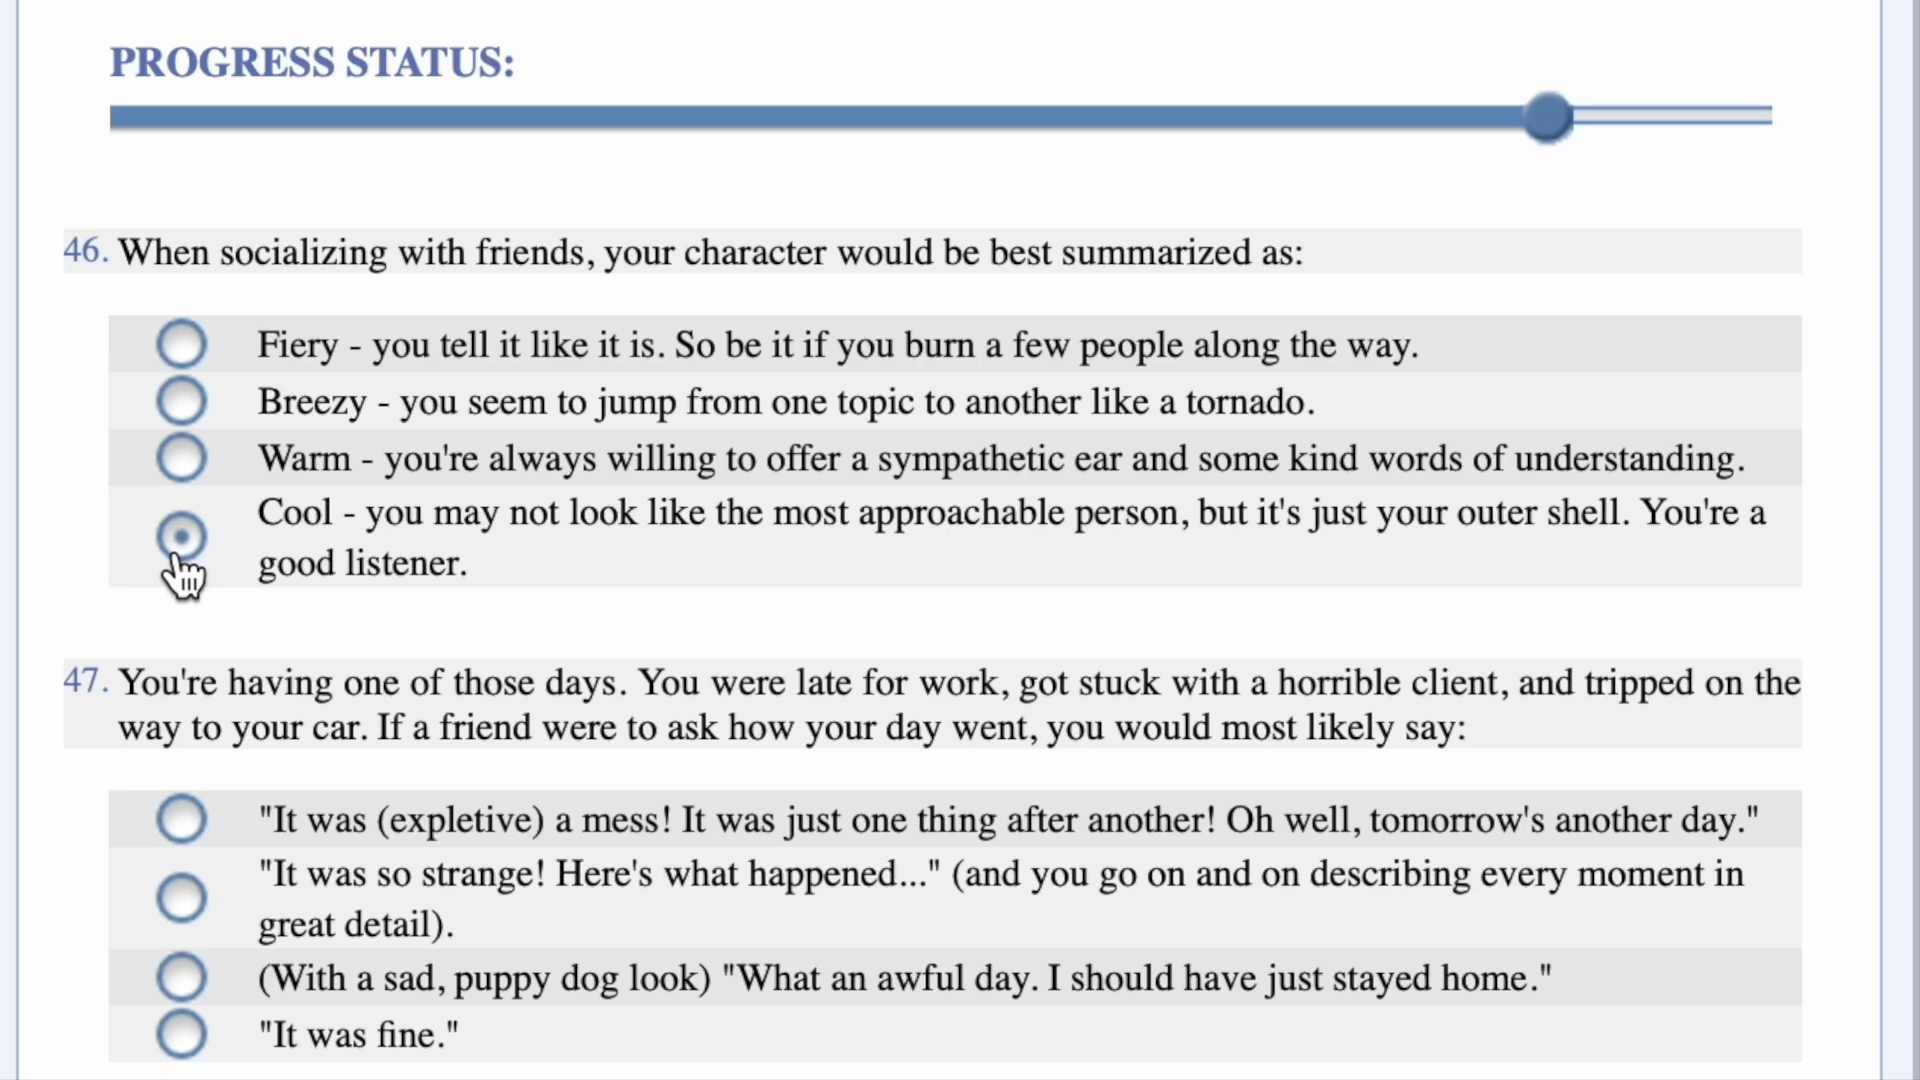 PROGRESS STATUS:
46. When socializing with friends, your character would be best summarized as:
Fiery - you tell it like it is. So be it if you burn a few people along the way.
Breezy - you seem to jump from one topic to another like a tornado.
Warm - you're always willing to offer a sympathetic ear and some kind words of understanding.
Cool - you may not look like the most approachable person, but it's just your outer shell. You're a
good listener.
47. You're having one of those days. You were late for work, got stuck with a horrible client, and tripped on the
way to your car. If a friend were to ask how your day went, you would most likely say:
"It was (expletive) a mess! It was just one thing after another! Oh well, tomorrow's another day."
"It was so strange! Here's what happened..." (and you go on and on describing every moment in
great detail).
(With a sad, puppy dog look) "What an awful day. I should have just stayed home."
"It was fine."